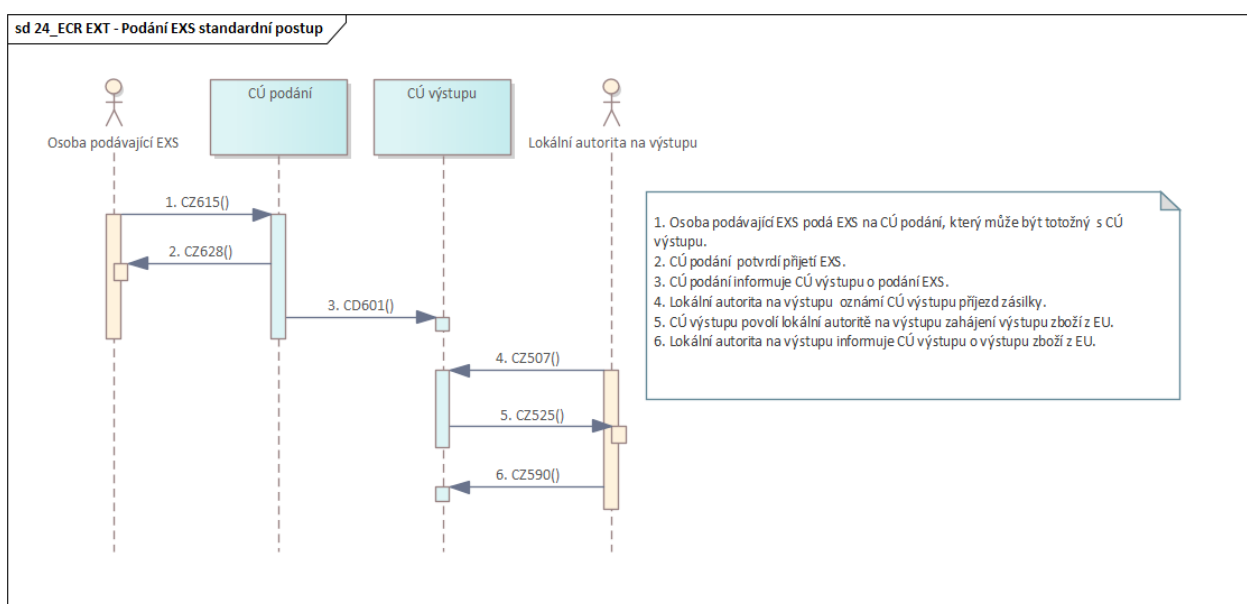 sd 24_ECR EXT - Podání EXS standardní postup
CÚ podání
CÚ výstupu
Osoba podávající EXS
Lokální autorita na výstupu
1. CZ615()
2. CZ628()
3. CD601()
4. CZ507()
5. CZ525()
6. CZ590()
1. Osoba podávající EXS podá EXS na CÚ podání, který může být totožný s CÚ
výstupu.
2. CÚ podání potvrdí přijetí EXS.
3. CÚ podání informuje CÚ výstupu o podání EXS.
4. Lokální autorita na výstupu oznámí CÚ výstupu příjezd zásilky.
5. CÚ výstupu povolí lokální autoritě na výstupu zahájení výstupu zboží z EU.
6. Lokální autorita na výstupu informuje CÚ výstupu o výstupu zboží z EU.